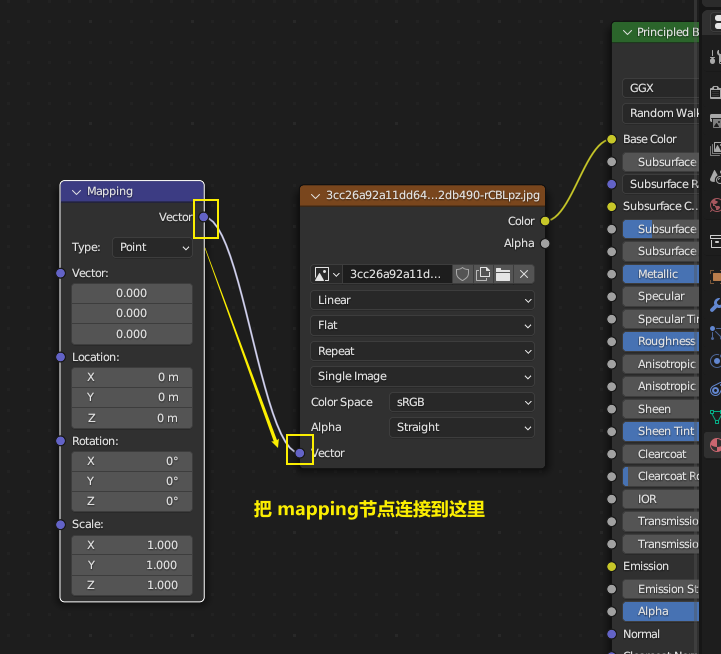 Principled B
GGX
Random Walk
Base Color
Subsurface
Subsurface R
Subsurface C...
Subsurface
Subsurface
Metallic
Specular
Specular Tin
Roughness
Anisotropic
Anisotropic
Sheen
Sheen Tint
Clearcoat
Clearcoat Ro
IOR
Transmissio
Transmissio
Emission
Emission St
Alpha
Normal
Mapping
Vector
Type: Point
Vector:
0.000
0.000
0.000
Location:
X 0 m
Y 0 m
Z 0 m
Rotation:
X 0°
Y 0°
Z 0°
Scale:
X 1.000
Y 1.000
Z 1.000
3cc26a92a11dd64...2db490-rCBLpz.jpg
Color
Alpha
3cc26a92a11d...
Linear
Flat
Repeat
Single Image
Color Space sRGB
Alpha Straight
Vector
把 mapping节点连接到这里